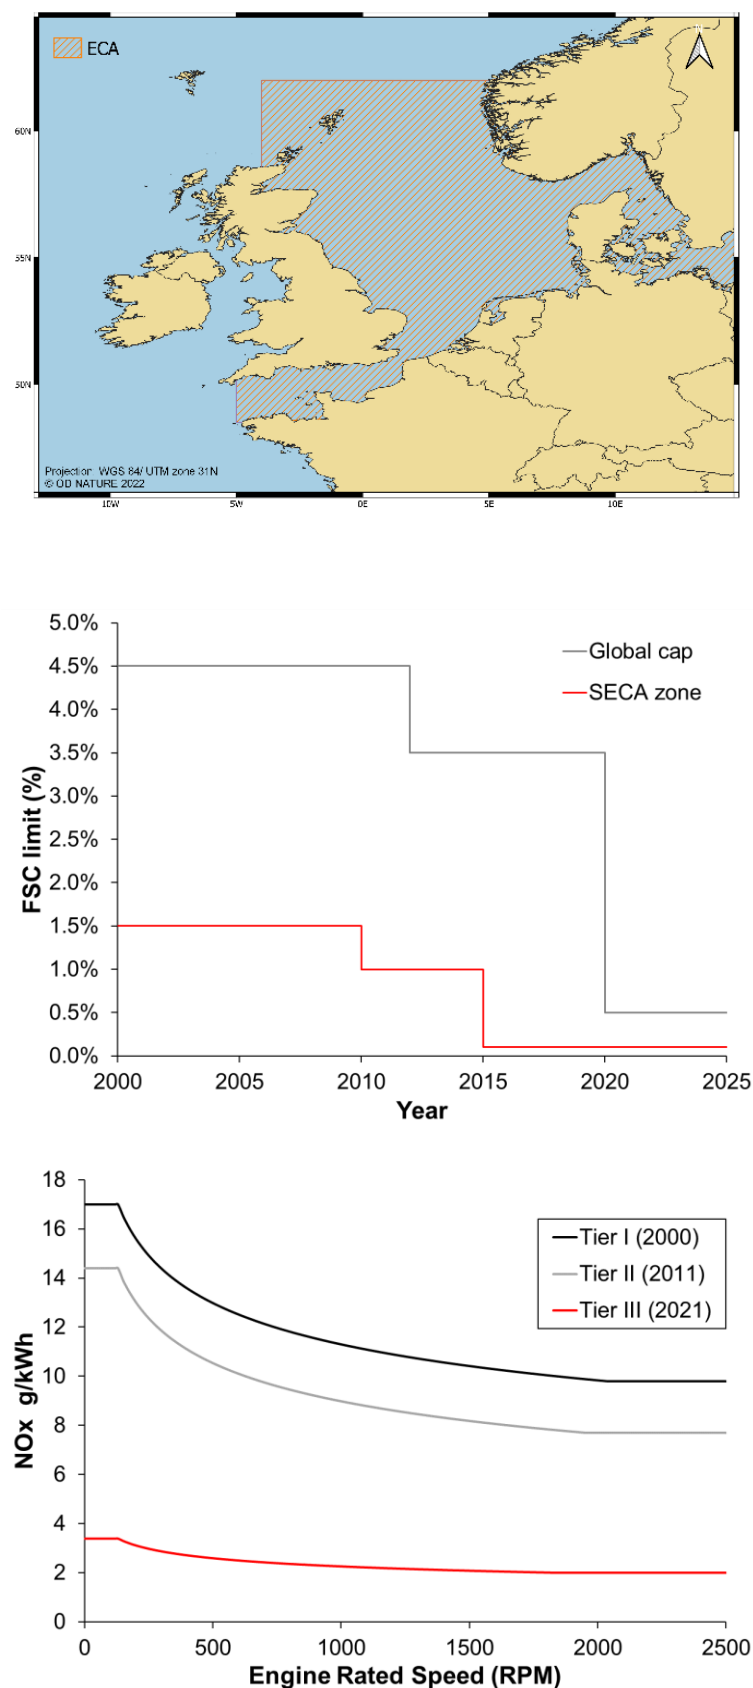 ECA
60N
55N
50N
Projection: WGS 84/ UTM zone 31N
© OD NATURE 2022
10W 5W 0E 5E 10E
5.0%
4.5%
4.0%
3.5%
3.0%
2.5%
2.0%
1.5%
1.0%
0.5%
0.0%
FSC limit (%)
Global cap
SECA zone
2000 2005 2010 2015 2020 2025
Year
18
16
14
12
10
8
6
4
2
0
NOx g/kWh
Tier I (2000)
Tier II (2011)
Tier III (2021)
0 500 1000 1500 2000 2500
Engine Rated Speed (RPM)